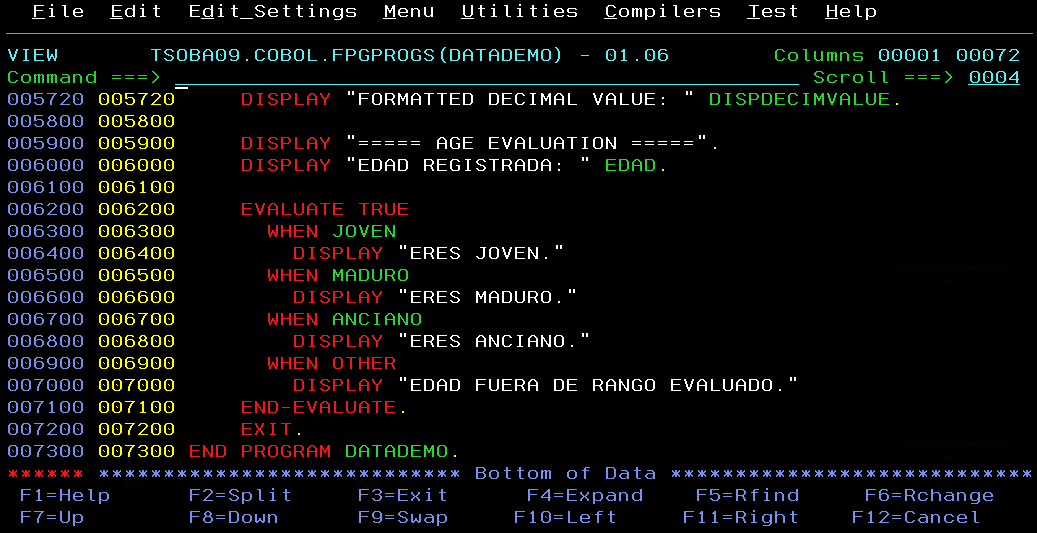 File Edit Edit_Settings Menu Utilities Compilers Test Help
VIEW TSOBA09.COBOL.FPGPROGS(DATADEMO) - 01.06 Columns 00001 00072
Command ===> Scroll ===> 0004
005720 005720 DISPLAY "FORMATTED DECIMAL VALUE: " DISPDECIMVALUE.
005800 005800
005900 005900 DISPLAY "===== AGE EVALUATION =====".
006000 006000 DISPLAY "EDAD REGISTRADA: " EDAD.
006100 006100
006200 006200 EVALUATE TRUE
006300 006300 WHEN JOVEN
006400 006400 DISPLAY "ERES JOVEN."
006500 006500 WHEN MADURO
006600 006600 DISPLAY "ERES MADURO."
006700 006700 WHEN ANCIANO
006800 006800 DISPLAY "ERES ANCIANO."
006900 006900 WHEN OTHER
007000 007000 DISPLAY "EDAD FUERA DE RANGO EVALUADO."
007100 007100 END-EVALUATE.
007200 007200 EXIT.
007300 007300 END PROGRAM DATADEMO.
****** **************************** Bottom of Data ****************************
F1=Help F2=Split F3=Exit F4=Expand F5=Rfind F6=Rchange
F7=Up F8=Down F9=Swap F10=Left F11=Right F12=Cancel